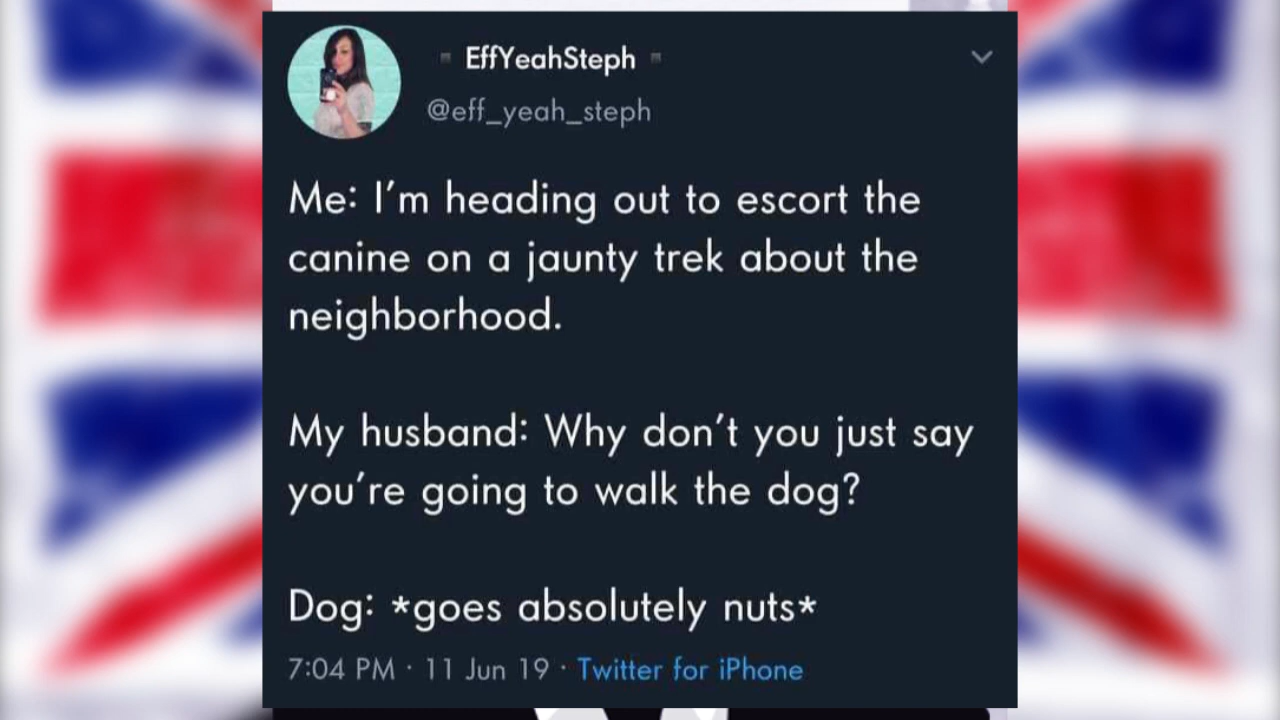 EffYeahSteph
@eff_yeah_steph
Me: I'm heading out to escort the
canine on a jaunty trek about the
neighborhood.
My husband: Why don't you just say
you're going to walk the dog?
Dog: *goes absolutely nuts*
7:04 PM · 11 Jun 19 · Twitter for iPhone